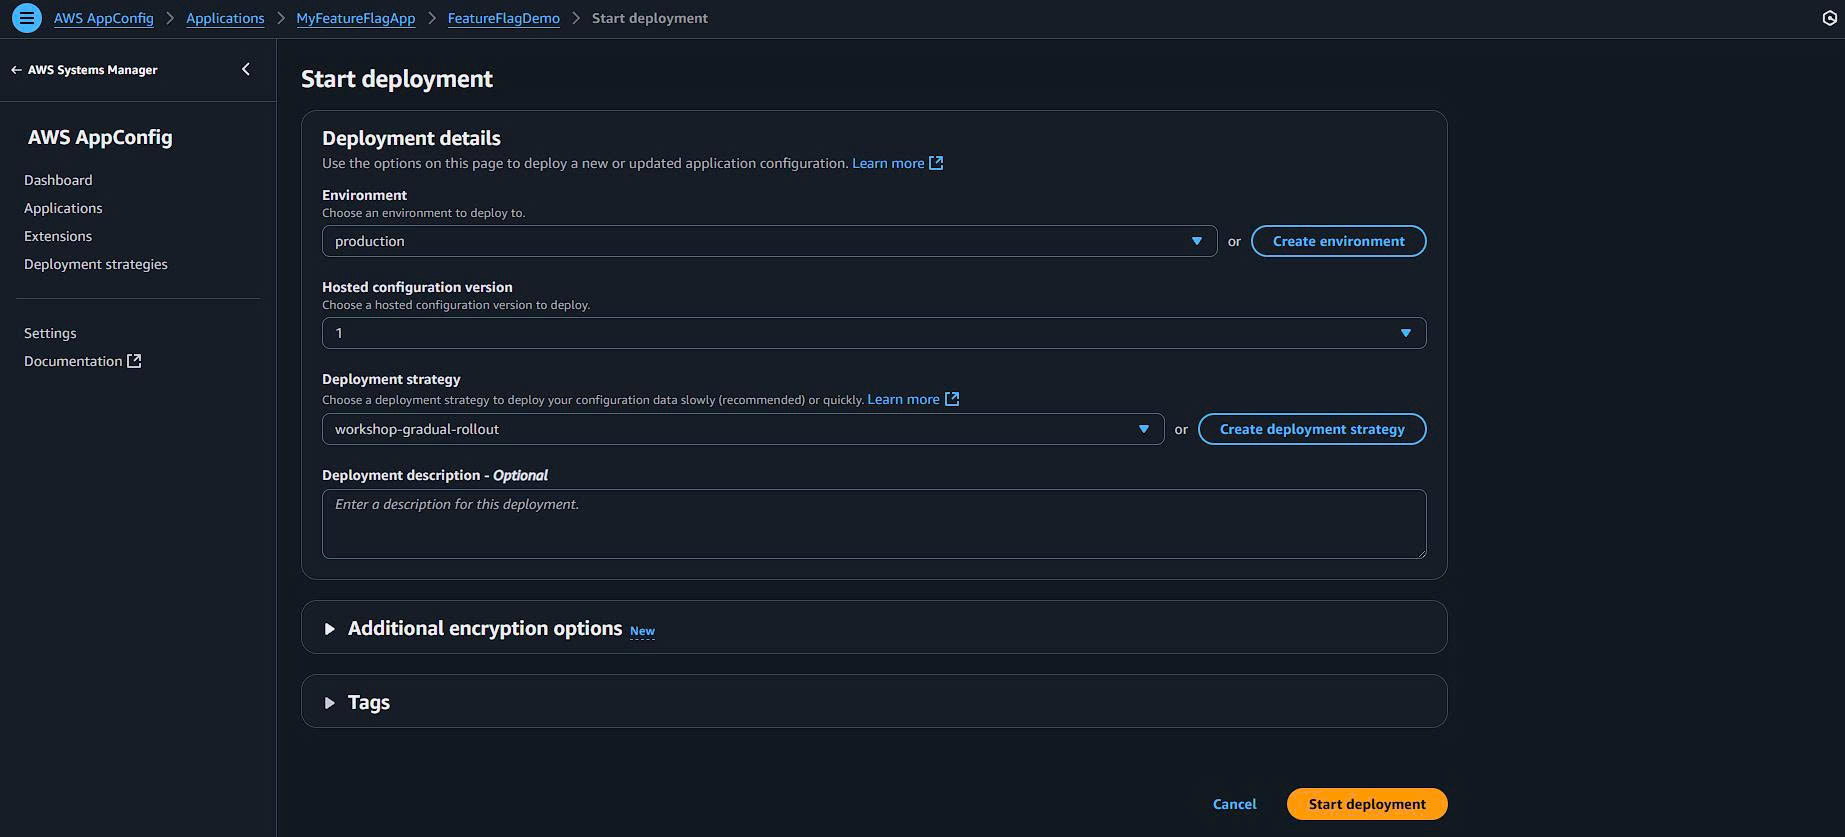 AWS AppConfig > Applications > MyFeatureFlagApp > FeatureFlagDemo > Start deployment
AWS Systems Manager
AWS AppConfig
Dashboard
Applications
Extensions
Deployment strategies
Settings
Documentation
Start deployment
Deployment details
Use the options on this page to deploy a new or updated application configuration. Learn more
Environment
Choose an environment to deploy to.
production or Create environment
Hosted configuration version
Choose a hosted configuration version to deploy.
1
Deployment strategy
Choose a deployment strategy to deploy your configuration data slowly (recommended) or quickly. Learn more
workshop-gradual-rollout or Create deployment strategy
Deployment description - Optional
Enter a description for this deployment.
Additional encryption options New
Tags
Cancel Start deployment